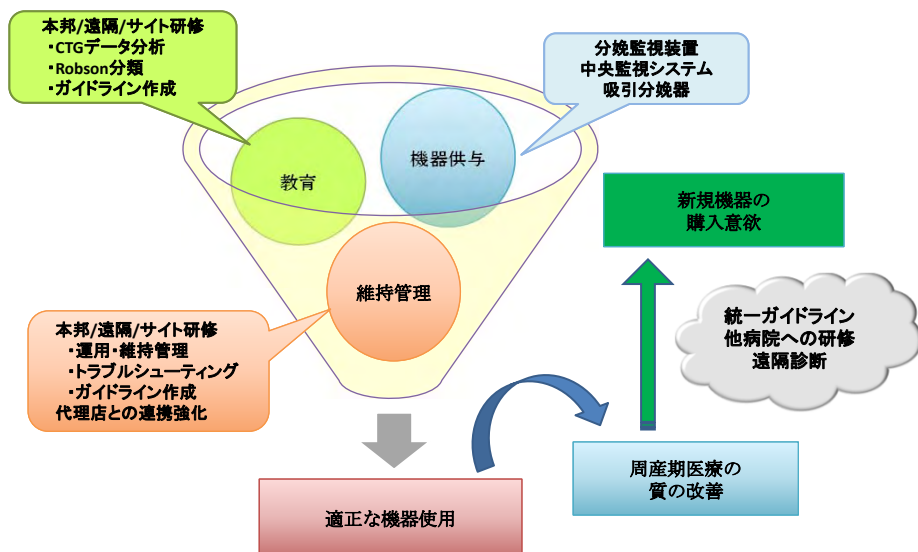 本邦/遠隔/サイト研修
・CTGデータ分析
・Robson分類
・ガイドライン作成
分娩監視装置
中央監視システム
吸引分娩器
教育
機器供与
維持管理
本邦/遠隔/サイト研修
・運用・維持管理
・トラブルシューティング
・ガイドライン作成
代理店との連携強化
適正な機器使用
周産期医療の
質の改善
新規機器の
購入意欲
統一ガイドライン
他病院への研修
遠隔診断